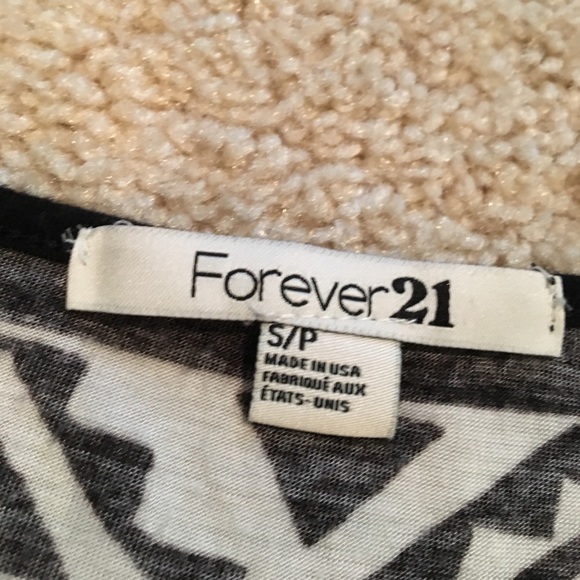 Forever21
S/P
MADE IN USA
FABRIQUÉ AUX
ÉTATS-UNIS